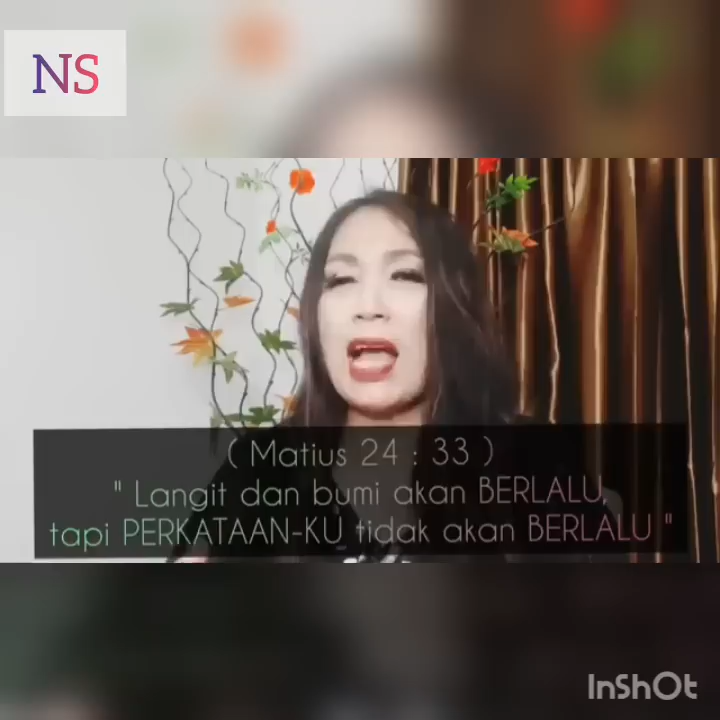 NS
( Matius 24 : 33 )
" Langit dan bumi akan BERLALU,
tapi PERKATAAN-KU tidak akan BERLALU "
InShOt